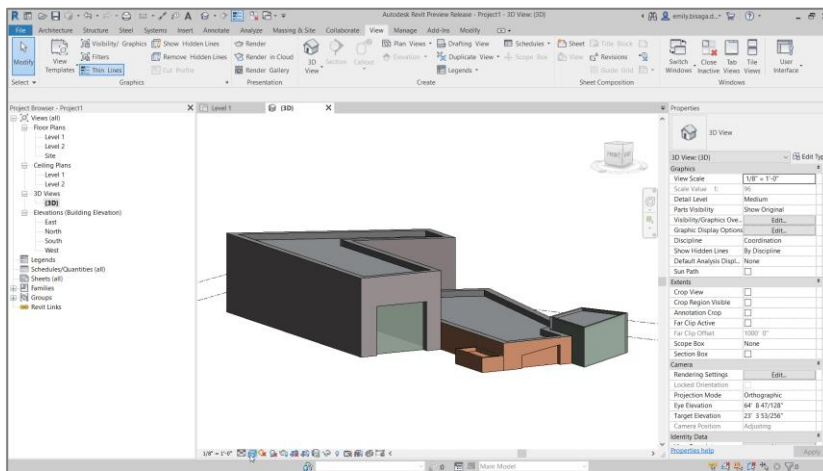 Autodesk Revit Preview Release - Project1 - 3D View: {3D}
emily.bisaga.d...
File Architecture Structure Steel Systems Insert Annotate Analyze Massing & Site Collaborate View Manage Add-Ins Modify
Modify
View Templates
Visibility/ Graphics
Filters
Thin Lines
Show Hidden Lines
Remove Hidden Lines
Cut Profile
Render
Render in Cloud
Render Gallery
3D View
Section
Callout
Plan Views
Elevation
Drafting View
Duplicate View
Legends
Schedules
Scope Box
Sheet
View
Title Block
Revisions
Guide Grid
Switch Windows
Close Inactive
Tab Views
Tile Views
User Interface
Select
Graphics
Presentation
Create
Sheet Composition
Windows
Project Browser - Project1
Views (all)
Floor Plans
Level 1
Level 2
Site
Ceiling Plans
Level 1
Level 2
3D Views
{3D}
Elevations (Building Elevation)
East
North
South
West
Legends
Schedules/Quantities (all)
Sheets (all)
Families
Groups
Revit Links
Level 1
{3D}
FRONT
1/8" = 1'-0"
Properties
3D View
3D View: {3D}
Edit Typ
Graphics
View Scale 1/8" = 1'-0"
Scale Value 1: 96
Detail Level Medium
Parts Visibility Show Original
Visibility/Graphics Ove... Edit...
Graphic Display Options Edit...
Discipline Coordination
Show Hidden Lines By Discipline
Default Analysis Displ... None
Sun Path
Extents
Crop View
Crop Region Visible
Annotation Crop
Far Clip Active
Far Clip Offset 1000' 0"
Scope Box None
Section Box
Camera
Rendering Settings Edit...
Locked Orientation
Projection Mode Orthographic
Eye Elevation 64' 8 47/128"
Target Elevation 23' 3 53/256"
Camera Position Adjusting
Identity Data
Properties help
Apply
Main Model